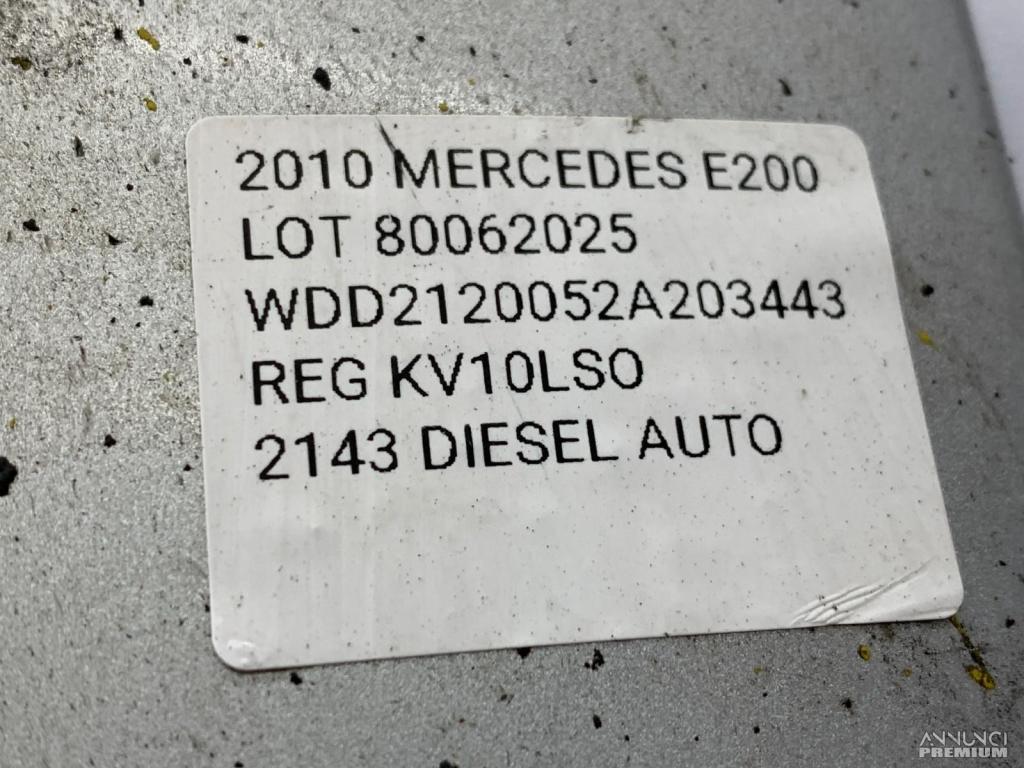 2010 MERCEDES E200
LOT 80062025
WDD2120052A203443
REG KV10LSO
2143 DIESEL AUTO
ANNUNCI
PREMIUM